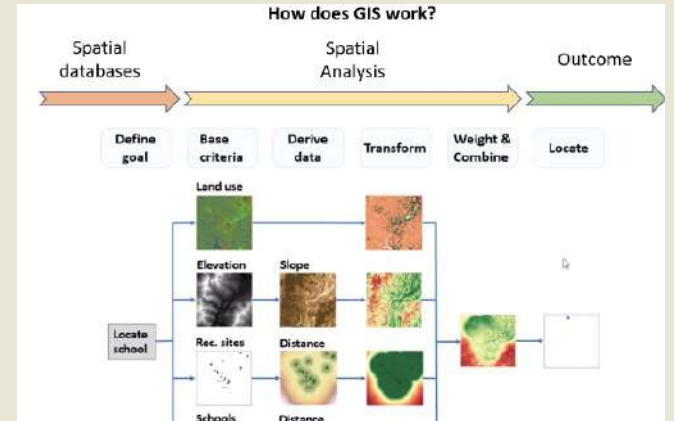 How does GIS work?
Spatial
databases
Spatial
Analysis
Outcome
Define
goal
Base
criteria
Derive
data
Transform
Weight &
Combine
Locate
Land use
Elevation
Slope
Locate
school
Rec. sites
Distance
Schools
Distance